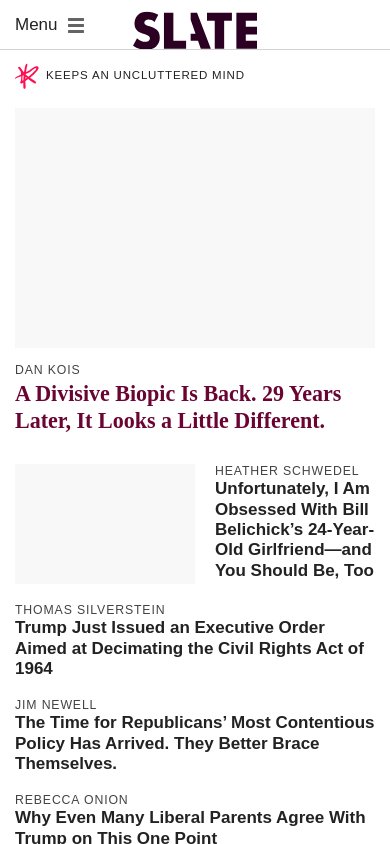 Menu
SLATE
KEEPS AN UNCLUTTERED MIND
DAN KOIS
A Divisive Biopic Is Back. 29 Years
Later, It Looks a Little Different.
HEATHER SCHWEDEL
Unfortunately, I Am
Obsessed With Bill
Belichick’s 24-Year-
Old Girlfriend—and
You Should Be, Too
THOMAS SILVERSTEIN
Trump Just Issued an Executive Order
Aimed at Decimating the Civil Rights Act of
1964
JIM NEWELL
The Time for Republicans’ Most Contentious
Policy Has Arrived. They Better Brace
Themselves.
REBECCA ONION
Why Even Many Liberal Parents Agree With
Trump on This One Point